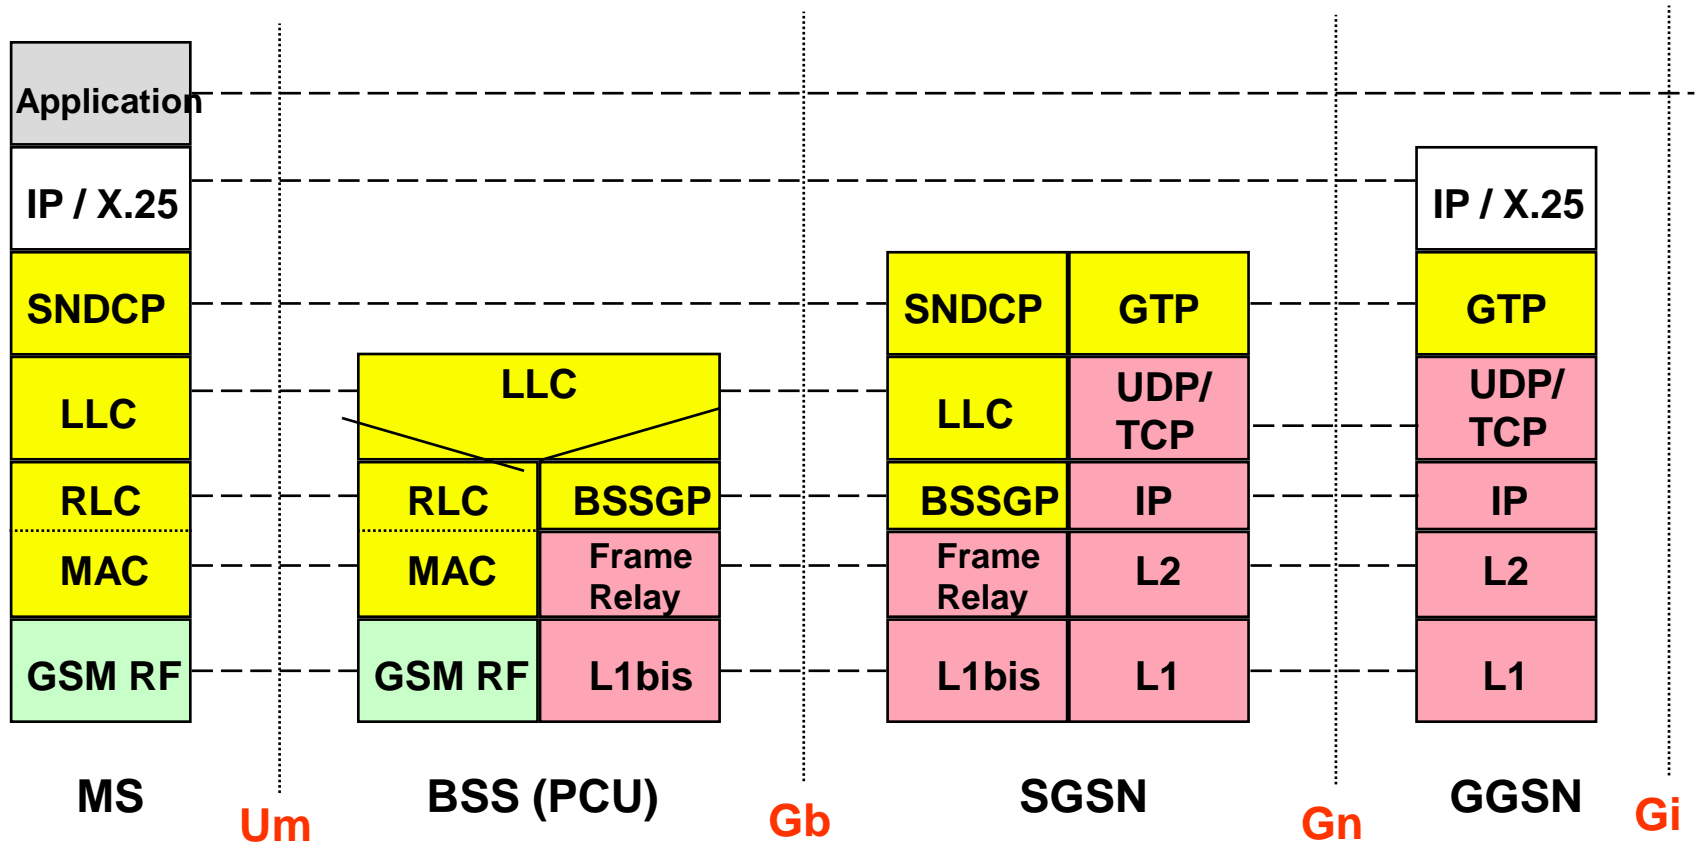 Application
IP / X.25
IP / X.25
SNDCP
SNDCP
GTP
GTP
LLC
LLC
LLC
UDP/
TCP
UDP/
TCP
RLC
RLC
BSSGP
BSSGP
IP
IP
MAC
MAC
Frame
Relay
Frame
Relay
L2
L2
GSM RF
GSM RF
L1bis
L1bis
L1
L1
MS
BSS (PCU)
SGSN
GGSN
Um
Gb
Gn
Gi